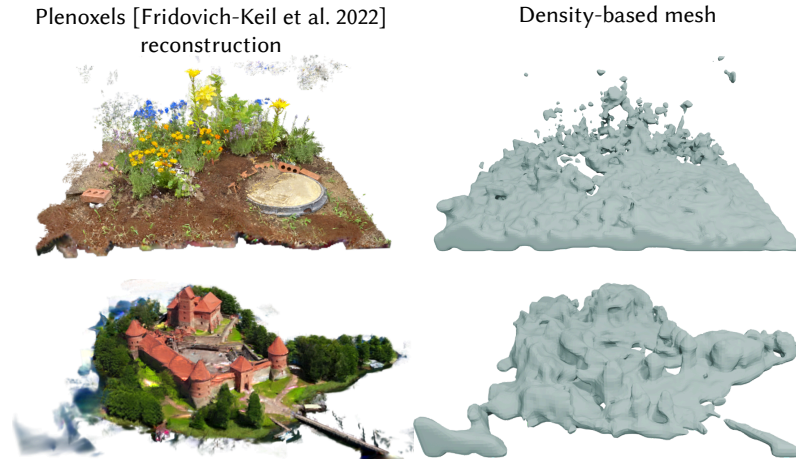 Plenoxels [Fridovich-Keil et al. 2022]
reconstruction
Density-based mesh